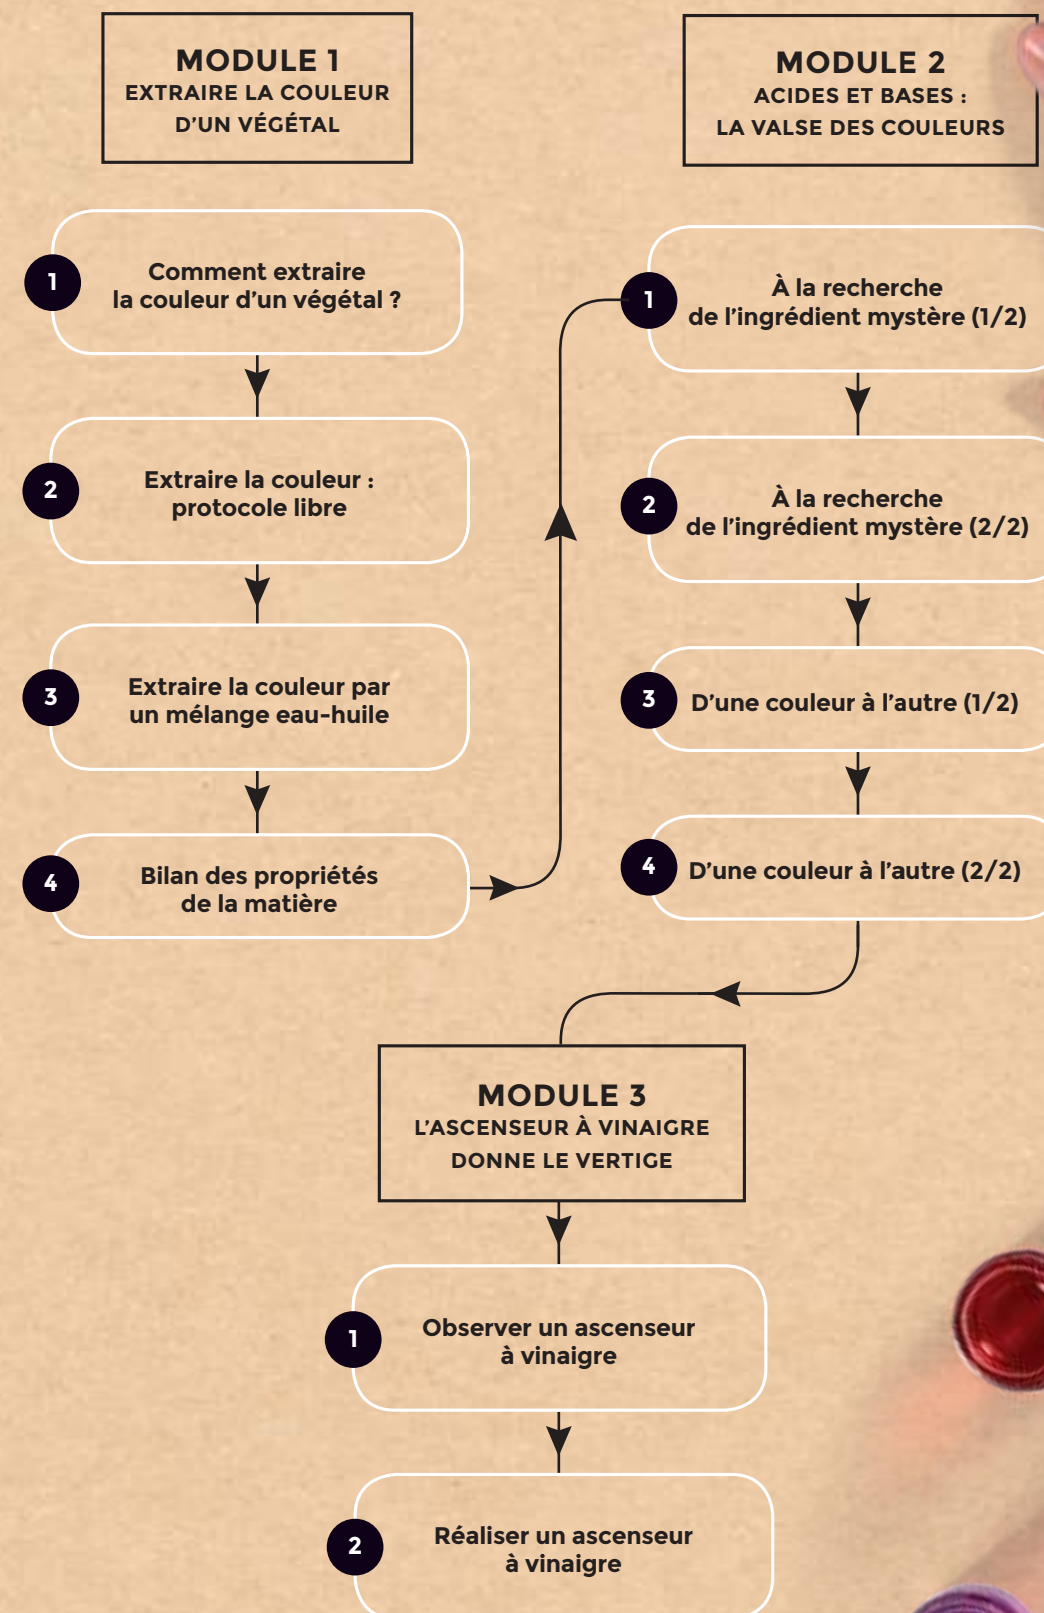 MODULE 1
EXTRAIRE LA COULEUR
D'UN VÉGÉTAL
1
Comment extraire
la couleur d'un végétal ?
2
Extraire la couleur :
protocole libre
3
Extraire la couleur par
un mélange eau-huile
4
Bilan des propriétés
de la matière
MODULE 2
ACIDES ET BASES :
LA VALSE DES COULEURS
1
À la recherche
de l'ingrédient mystère (1/2)
2
À la recherche
de l'ingrédient mystère (2/2)
3
D'une couleur à l'autre (1/2)
4
D'une couleur à l'autre (2/2)
MODULE 3
L'ASCENSEUR À VINAIGRE
DONNE LE VERTIGE
1
Observer un ascenseur
à vinaigre
2
Réaliser un ascenseur
à vinaigre